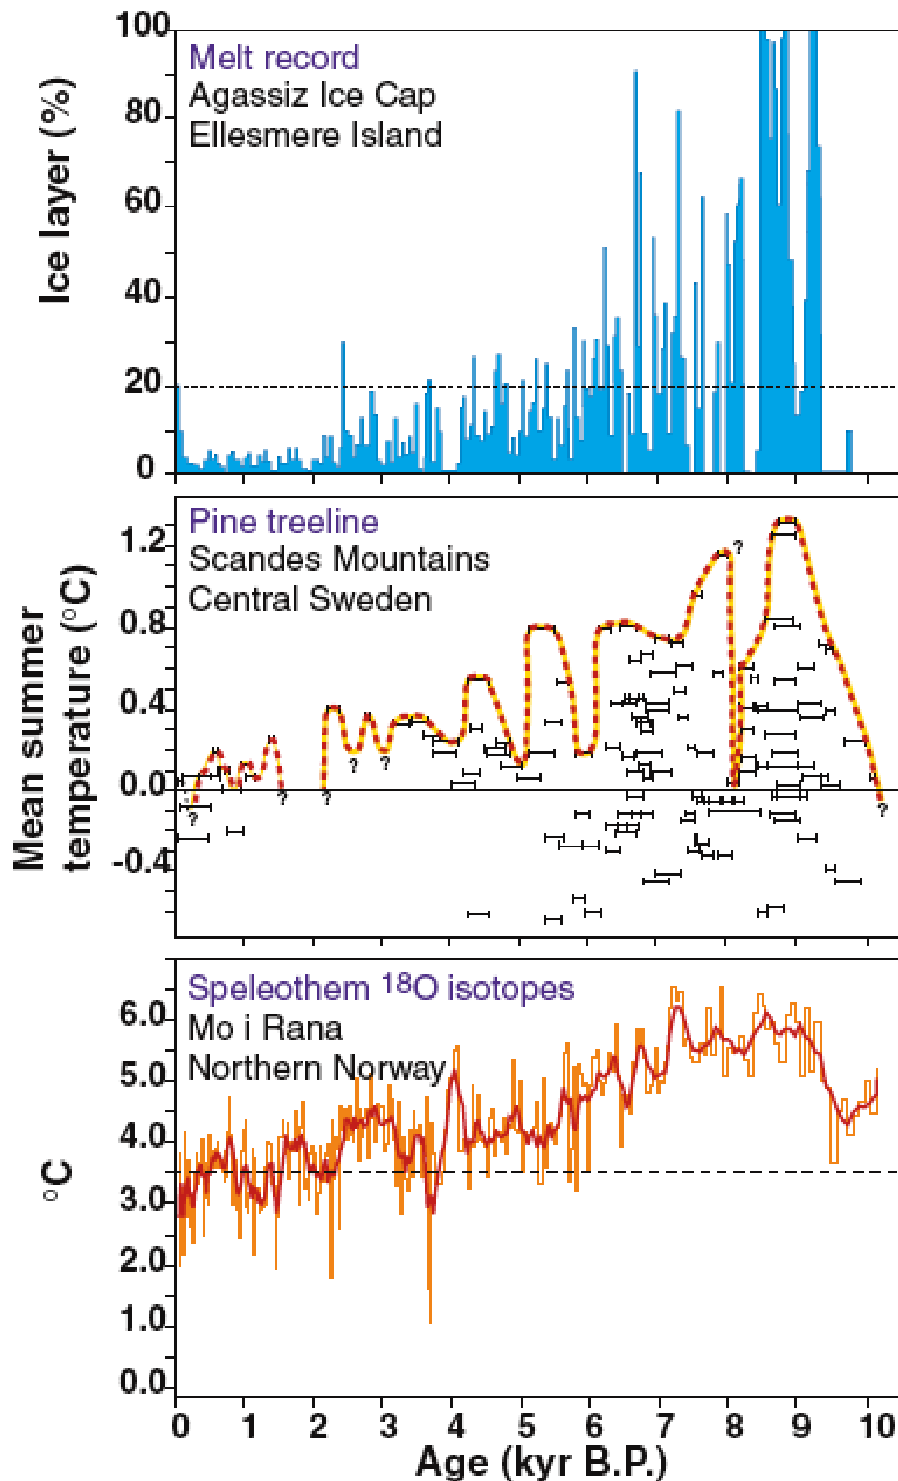 100
80
60
40
20
0
Ice layer (%)
Melt record
Agassiz Ice Cap
Ellesmere Island
1.2
0.8
0.4
0.0
-0.4
Mean summer
temperature (°C)
Pine treeline
Scandes Mountains
Central Sweden
?
?
?
?
?
?
?
6.0
5.0
4.0
3.0
2.0
1.0
0.0
°C
Speleothem ¹⁸O isotopes
Mo i Rana
Northern Norway
0 1 2 3 4 5 6 7 8 9 10
Age (kyr B.P.)